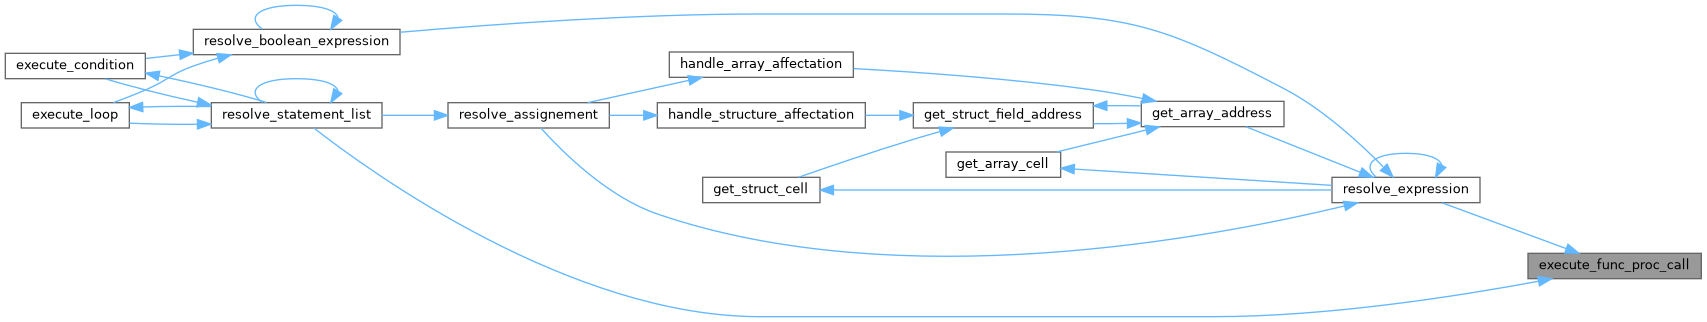 resolve_boolean_expression
execute_condition
handle_array_affectation
execute_loop
resolve_statement_list
resolve_assignement
handle_structure_affectation
get_struct_field_address
get_array_address
get_array_cell
get_struct_cell
resolve_expression
execute_func_proc_call